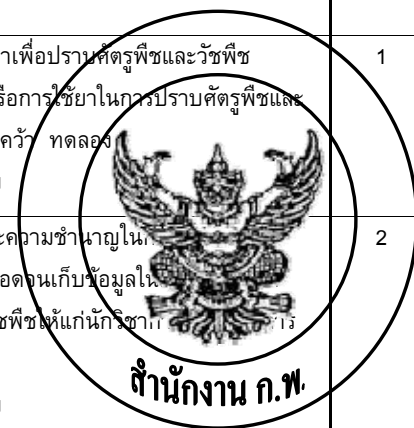 าเพื่อปราบศัตรูพืชและวัชพืช 1
รือการใช้ยาในการปราบศัตรูพืชและ
คว้า ทดลอง
ะความชำนาญใน 2
อดจนเก็บข้อมูลใน
ชพืชให้แก่นักวิชาก
สำนักงาน ก.พ.